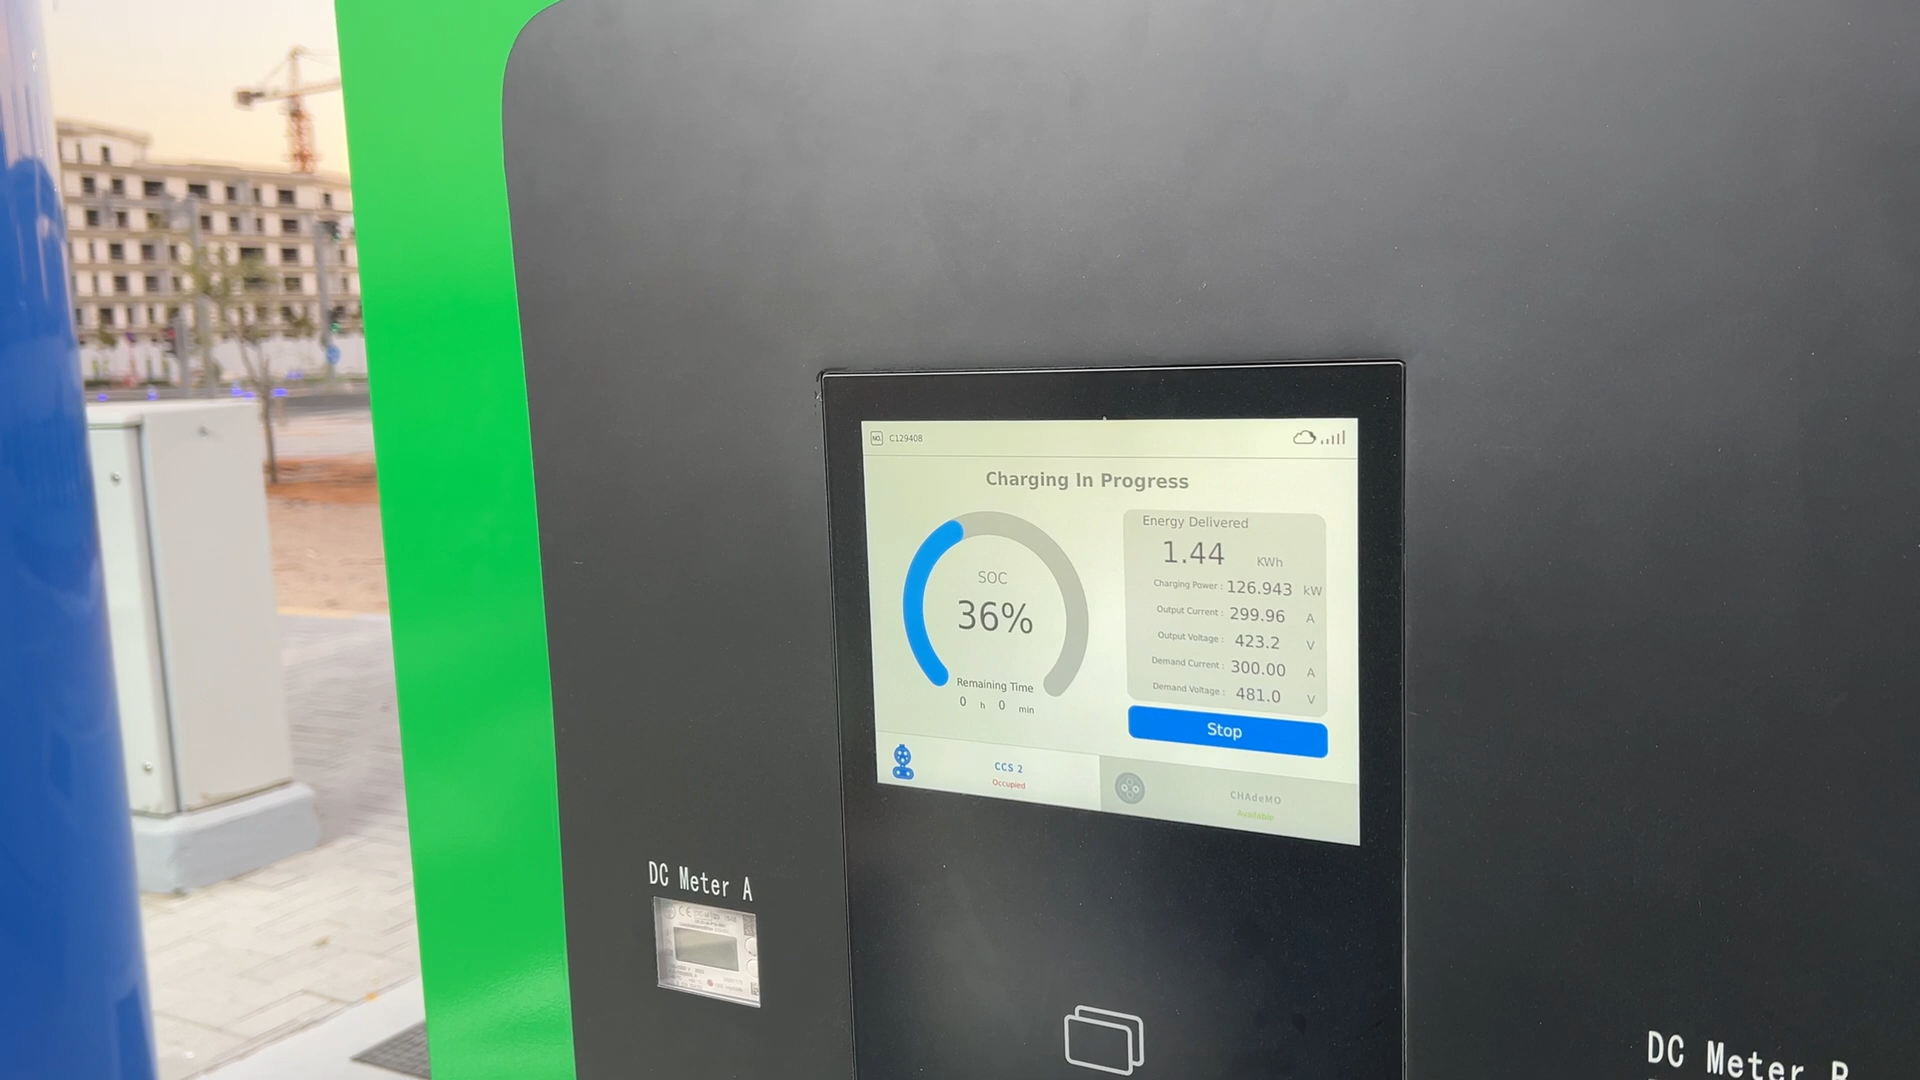 NO. C129408
Charging In Progress
SOC
36%
Remaining Time
0 h 0 min
Energy Delivered
1.44 KWh
Charging Power : 126.943 kW
Output Current : 299.96 A
Output Voltage : 423.2 V
Demand Current : 300.00 A
Demand Voltage : 481.0 V
Stop
CCS 2
Occupied
CHAdeMO
Available
DC Meter A
CE
DC Meter